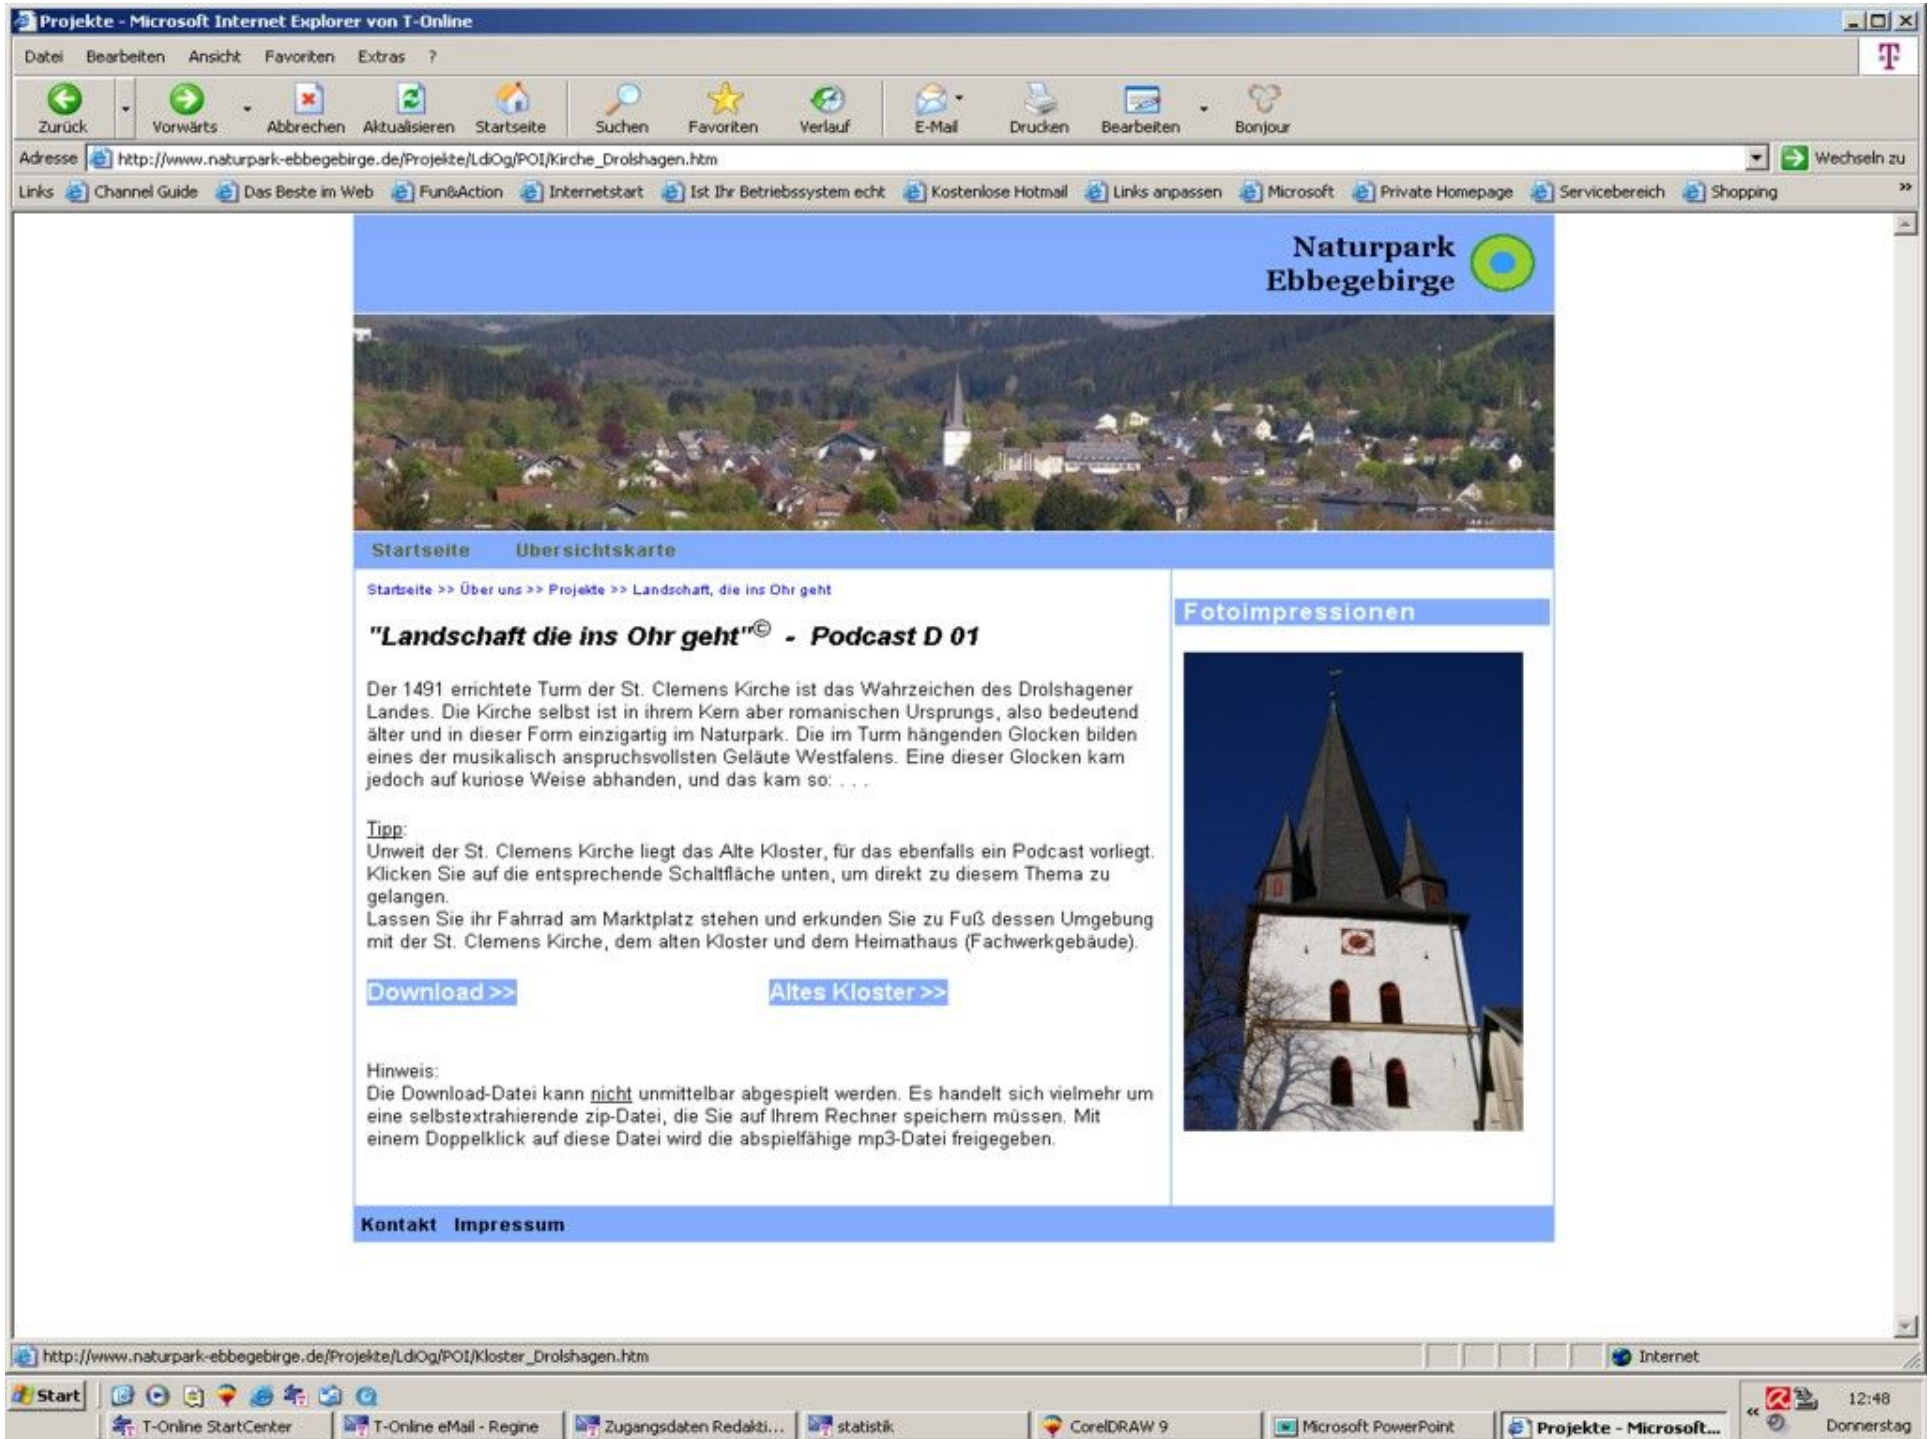 Projekte - Microsoft Internet Explorer von T-Online
Datei Bearbeiten Ansicht Favoriten Extras ?
T
Zurück Vorwärts Abbrechen Aktualisieren Startseite Suchen Favoriten Verlauf E-Mail Drucken Bearbeiten Bonjour
Adresse http://www.naturpark-ebbegebirge.de/Projekte/LdiOg/POI/Kirche_Drolshagen.htm Wechseln zu
Links Channel Guide Das Beste im Web Fun&Action Internetstart Ist Ihr Betriebssystem echt Kostenlose Hotmail Links anpassen Microsoft Private Homepage Servicebereich Shopping »
Naturpark
Ebbegebirge
Startseite Übersichtskarte
Startseite >> Über uns >> Projekte >> Landschaft, die ins Ohr geht
"Landschaft die ins Ohr geht"© - Podcast D 01
Der 1491 errichtete Turm der St. Clemens Kirche ist das Wahrzeichen des Drolshagener
Landes. Die Kirche selbst ist in ihrem Kern aber romanischen Ursprungs, also bedeutend
älter und in dieser Form einzigartig im Naturpark. Die im Turm hängenden Glocken bilden
eines der musikalisch anspruchsvollsten Geläute Westfalens. Eine dieser Glocken kam
jedoch auf kuriose Weise abhanden, und das kam so: . . .
Tipp:
Unweit der St. Clemens Kirche liegt das Alte Kloster, für das ebenfalls ein Podcast vorliegt.
Klicken Sie auf die entsprechende Schaltfläche unten, um direkt zu diesem Thema zu
gelangen.
Lassen Sie ihr Fahrrad am Marktplatz stehen und erkunden Sie zu Fuß dessen Umgebung
mit der St. Clemens Kirche, dem alten Kloster und dem Heimathaus (Fachwerkgebäude).
Download >> Altes Kloster >>
Hinweis:
Die Download-Datei kann nicht unmittelbar abgespielt werden. Es handelt sich vielmehr um
eine selbstextrahierende zip-Datei, die Sie auf Ihrem Rechner speichern müssen. Mit
einem Doppelklick auf diese Datei wird die abspielfähige mp3-Datei freigegeben.
Fotoimpressionen
Kontakt Impressum
http://www.naturpark-ebbegebirge.de/Projekte/LdiOg/POI/Kloster_Drolshagen.htm Internet
Start « 12:48
T-Online StartCenter T-Online eMail - Regine Zugangsdaten Redakti... statistik CorelDRAW 9 Microsoft PowerPoint Projekte - Microsoft... Donnerstag